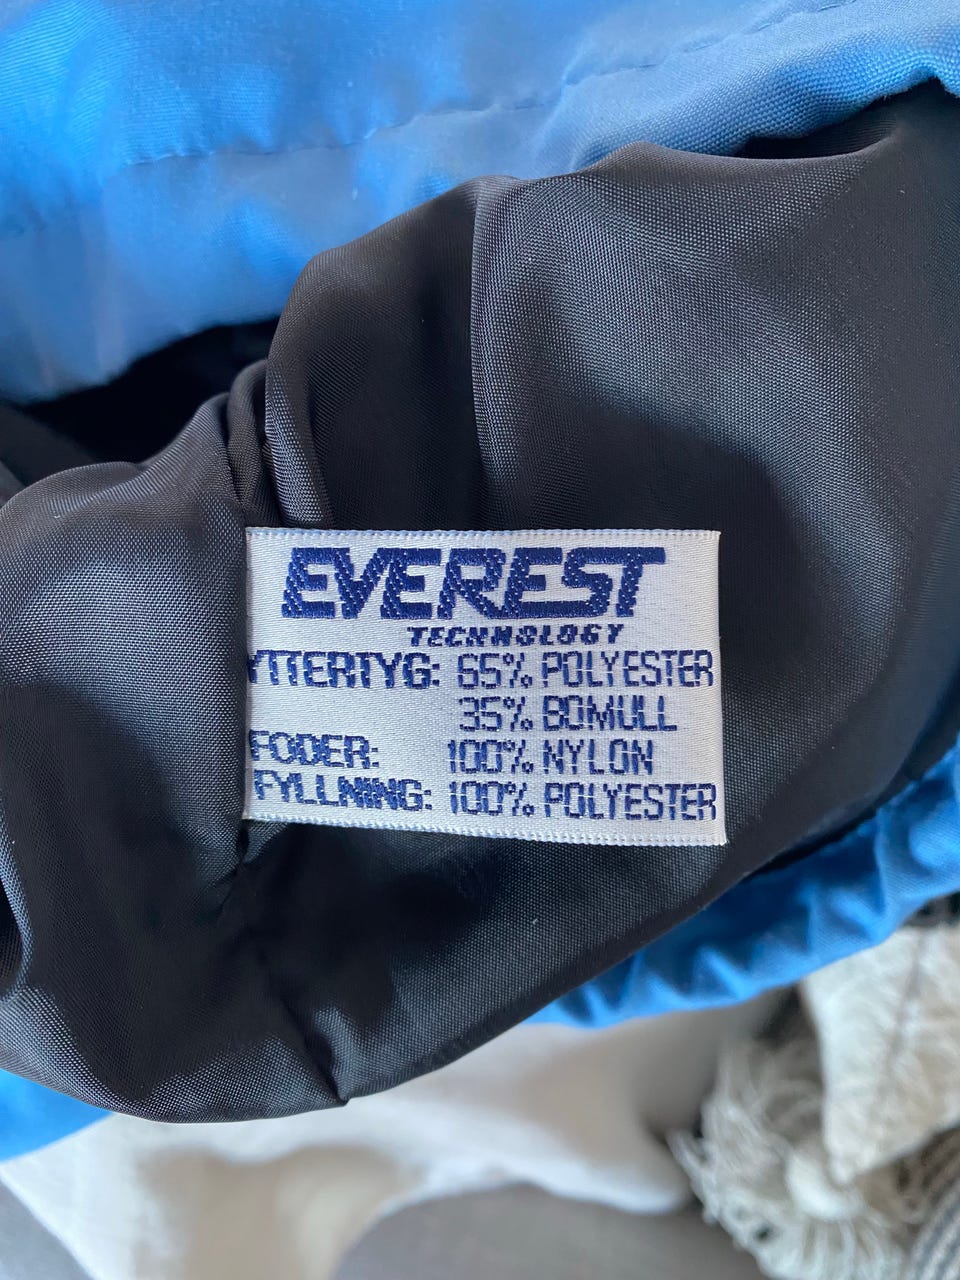 EVEREST
TECHNOLOGY
YTTERTYG: 65% POLYESTER
35% BOMULL
FODER: 100% NYLON
FYLLNING: 100% POLYESTER